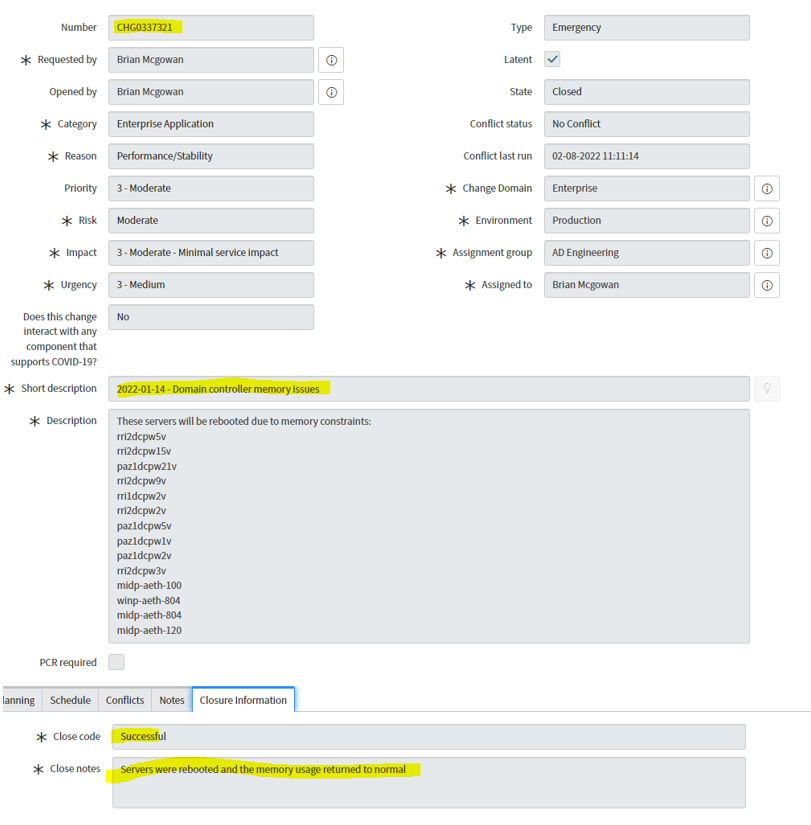 Number CHG0337321 Type Emergency
Requested by Brian Mcgowan Latent
Opened by Brian Mcgowan State Closed
Category Enterprise Application Conflict status No Conflict
Reason Performance/Stability Conflict last run 02-08-2022 11:11:14
Priority 3 - Moderate Change Domain Enterprise
Risk Moderate Environment Production
Impact 3 - Moderate - Minimal service impact Assignment group AD Engineering
Urgency 3 - Medium Assigned to Brian Mcgowan
Does this change No
interact with any
component that
supports COVID-19?
Short description 2022-01-14 - Domain controller memory issues
Description These servers will be rebooted due to memory constraints:
rri2dcpw5v
rri2dcpw15v
paz1dcpw21v
rri2dcpw9v
rri1dcpw2v
rri2dcpw2v
paz1dcpw5v
paz1dcpw1v
paz1dcpw2v
rri2dcpw3v
midp-aeth-100
winp-aeth-804
midp-aeth-804
midp-aeth-120
PCR required
lanning Schedule Conflicts Notes Closure Information
Close code Successful
Close notes Servers were rebooted and the memory usage returned to normal